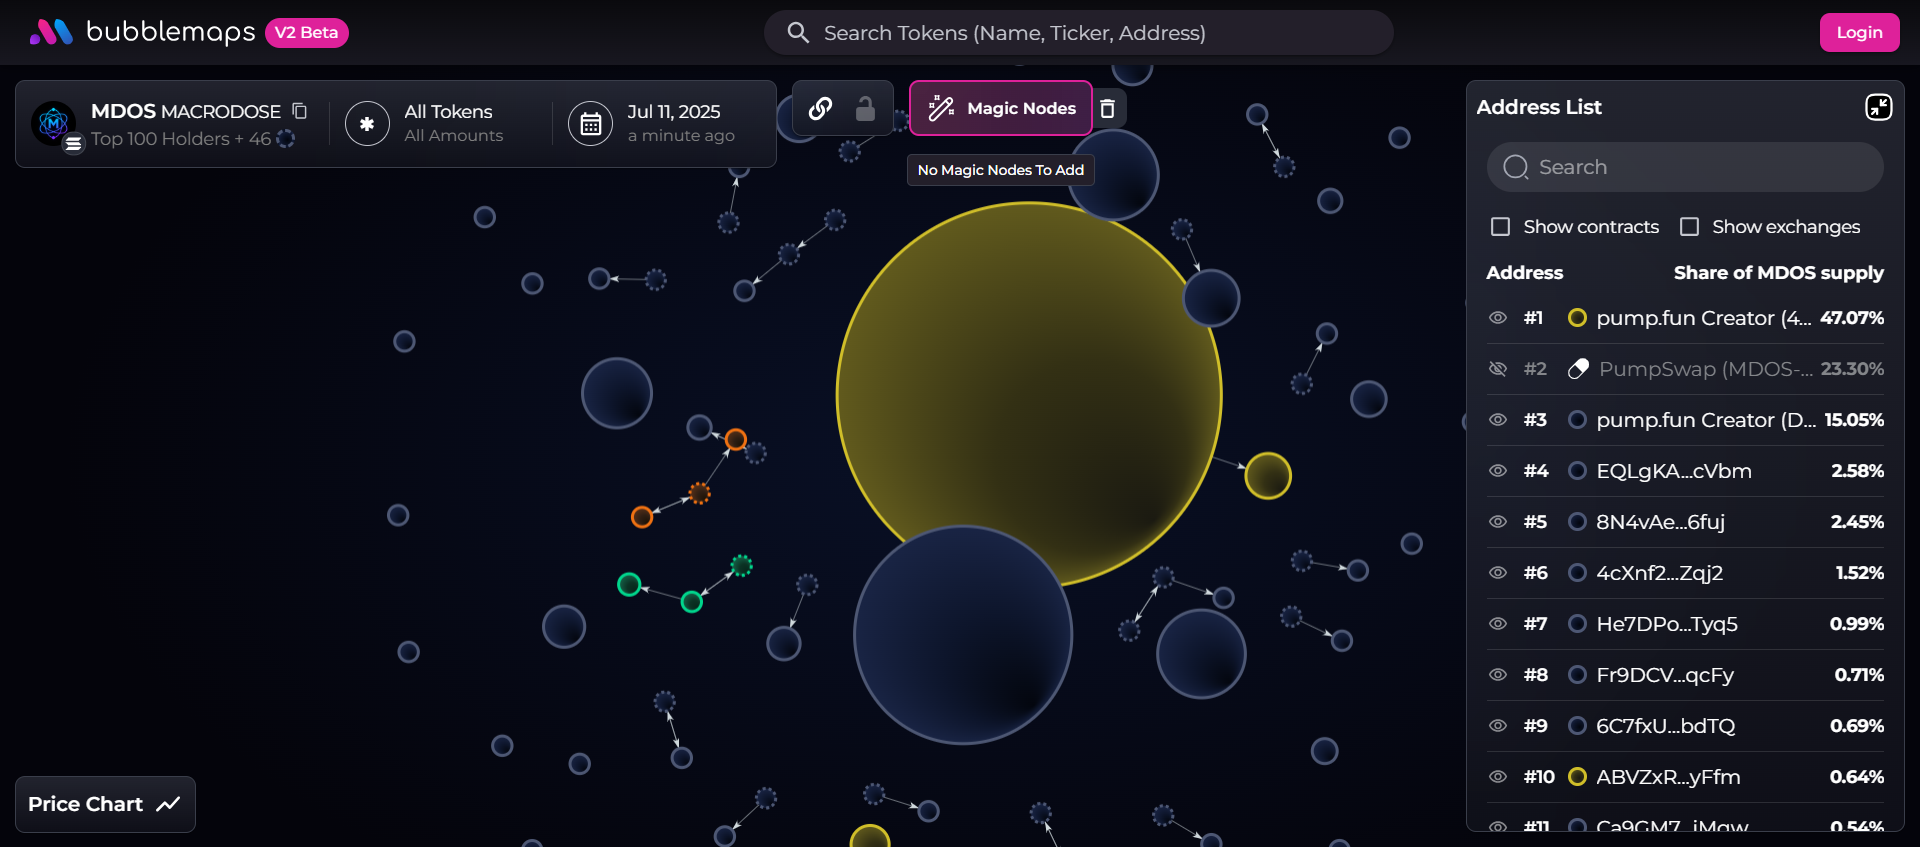 bubblemaps V2 Beta
Search Tokens (Name, Ticker, Address)
Login
MDOS MACRODOSE
Top 100 Holders + 46
All Tokens
All Amounts
Jul 11, 2025
a minute ago
Magic Nodes
No Magic Nodes To Add
Address List
Search
Show contracts Show exchanges
Address Share of MDOS supply
#1 pump.fun Creator (4... 47.07%
#2 PumpSwap (MDOS-... 23.30%
#3 pump.fun Creator (D... 15.05%
#4 EQLgKA...cVbm 2.58%
#5 8N4vAe...6fuj 2.45%
#6 4cXnf2...Zqj2 1.52%
#7 He7DPo...Tyq5 0.99%
#8 Fr9DCV...qcFy 0.71%
#9 6C7fxU...bdTQ 0.69%
#10 ABVZxR...yFfm 0.64%
#11 0.54%
Price Chart